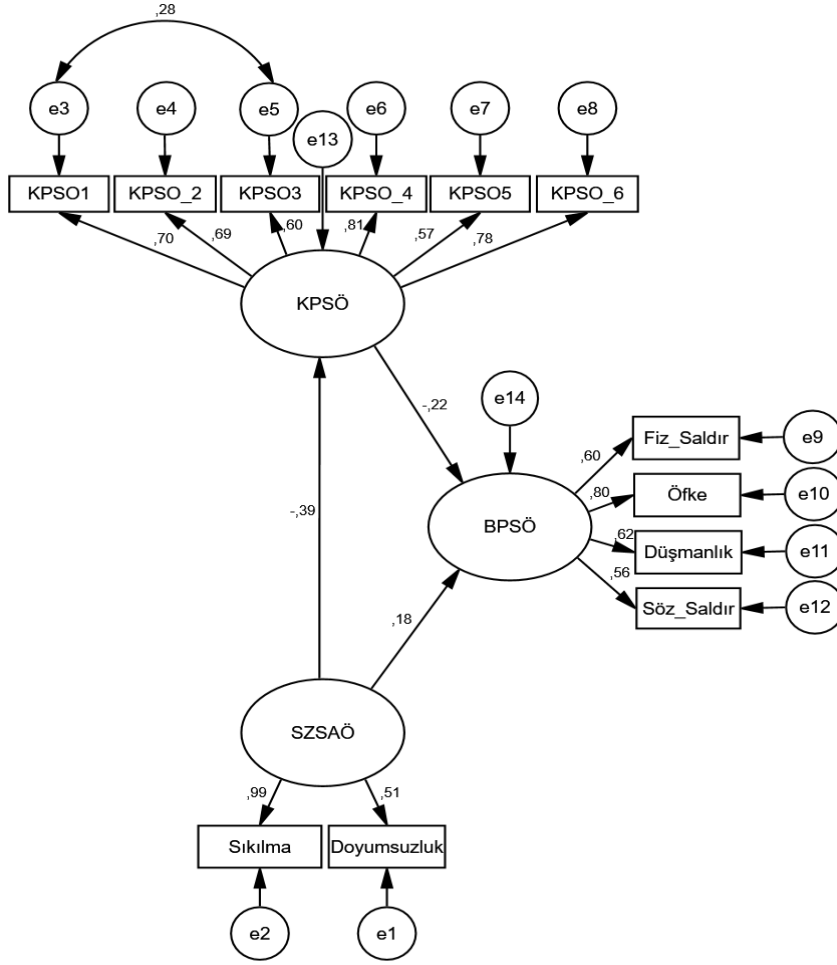 ,28
e3 e4 e5 e13 e6 e7 e8
KPSO1 KPSO_2 KPSO3 KPSO_4 KPSO5 KPSO_6
,70 ,69 ,60 ,81 ,57 ,78
KPSÖ
-,22
e14
-,39
BPSÖ
,60 Fiz_Saldır e9
,80 Öfke e10
,62 Düşmanlık e11
,56 Söz_Saldır e12
,18
SZSAÖ
,99 ,51
Sıkılma Doyumsuzluk
e2 e1